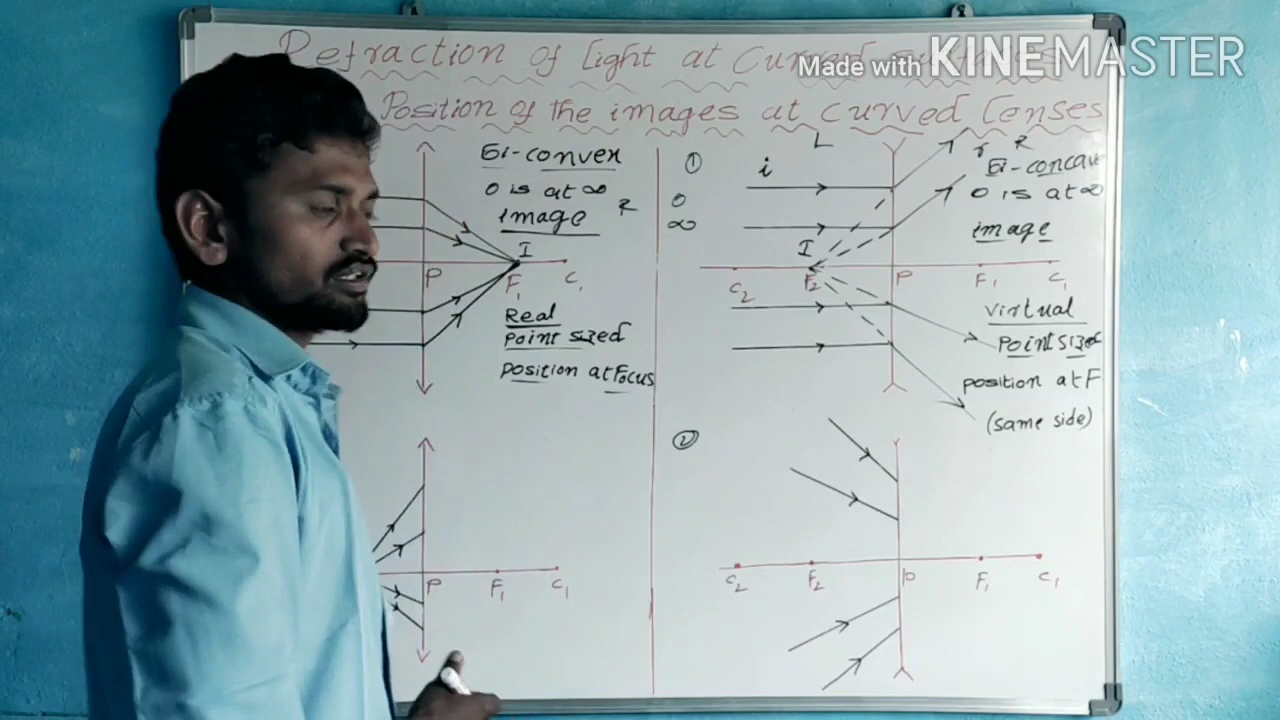 Refraction of light at Curved
Made with KINEMASTER
Position of the images at curved lenses
Bi-convex
O is at ∞
image R
I
P F1 C1
Real
point sized
position at Focus
① i L r R
O
∞
Bi-concave
O is at ∞
image
I
C2 F2 P F1 C1
virtual
point sized
position at F
(same side)
②
P F1 C1
C2 F2 P F1 C1